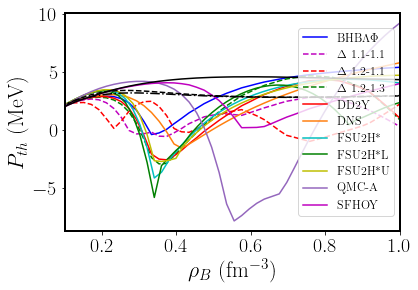 10
5
0
−5
P_th (MeV)
0.2
0.4
0.6
0.8
1.0
ρ_B (fm⁻³)
BHBΛΦ
Δ 1.1-1.1
Δ 1.2-1.1
Δ 1.2-1.3
DD2Y
DNS
FSU2H*
FSU2H*L
FSU2H*U
QMC-A
SFHOY